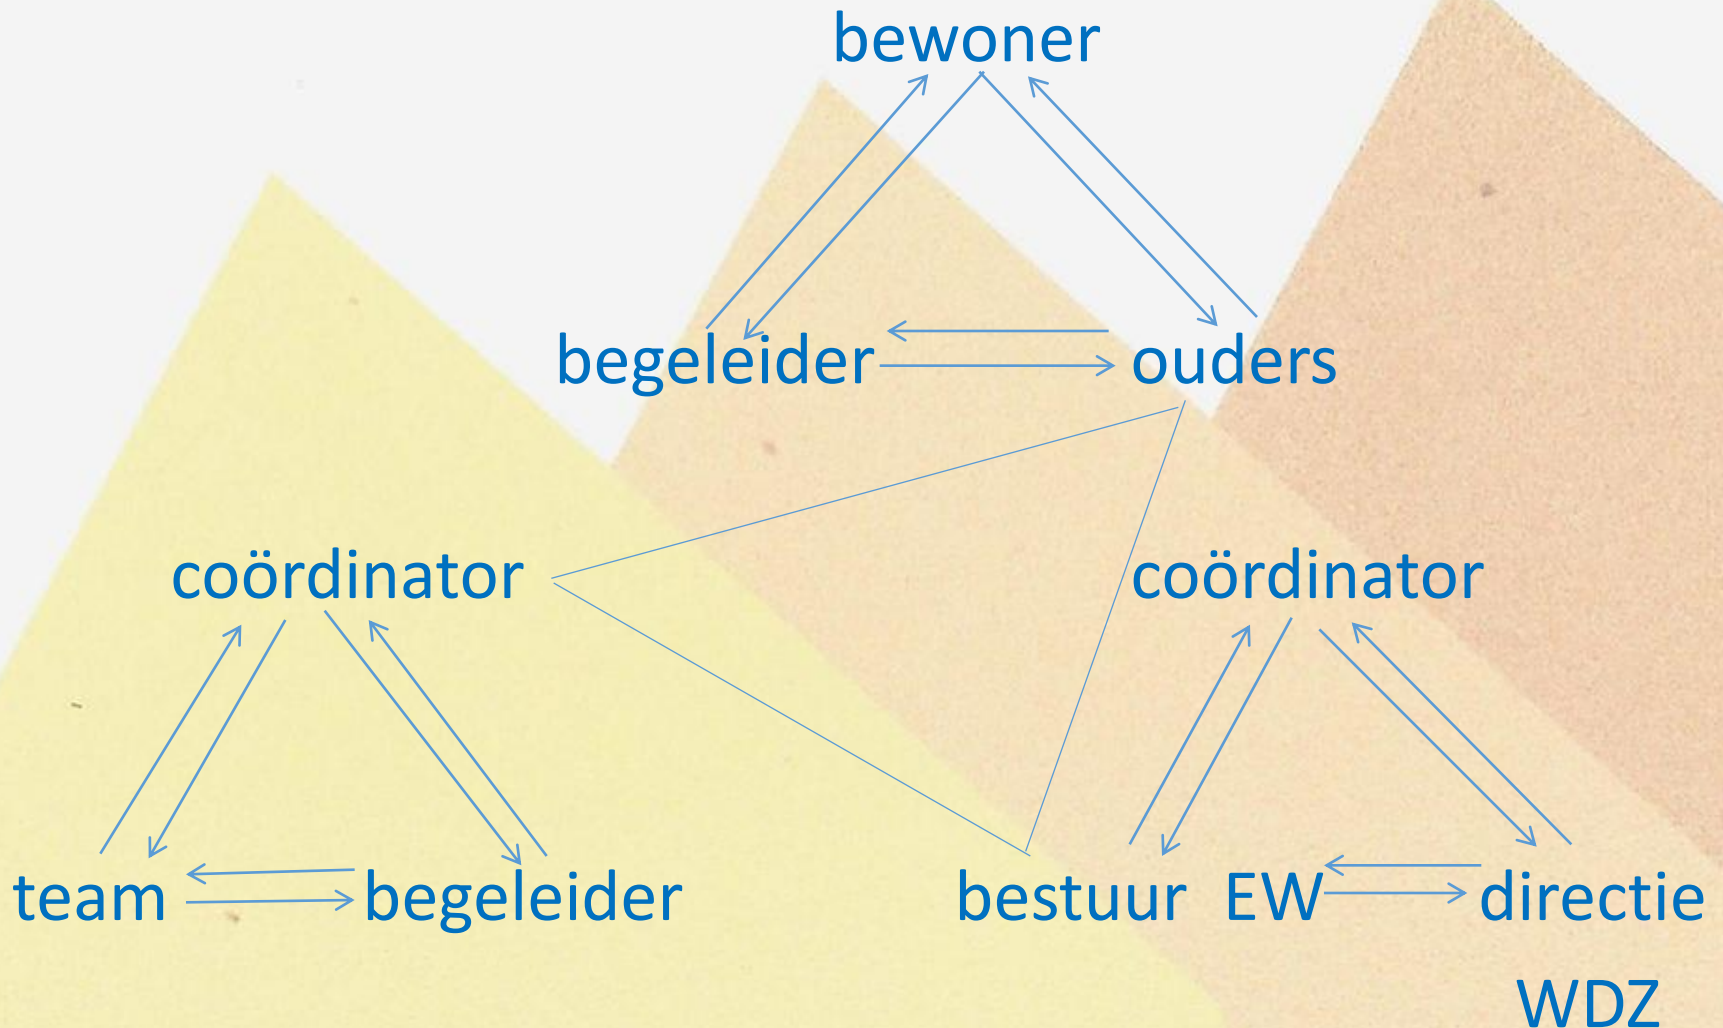 bewoner
begeleider ouders
coördinator coördinator
team begeleider bestuur EW directie
WDZ